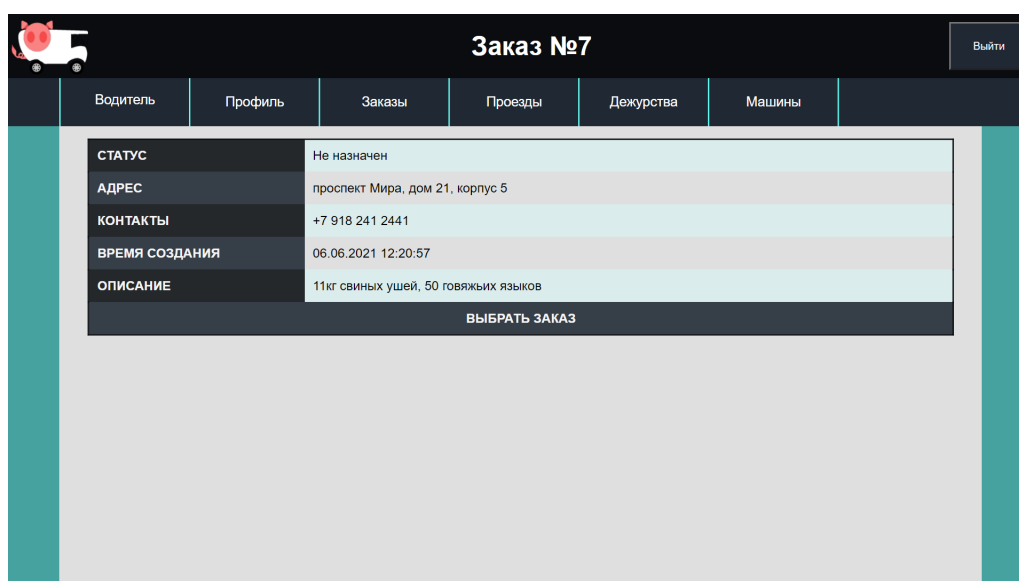 Заказ №7
Выйти
Водитель Профиль Заказы Проезды Дежурства Машины
СТАТУС Не назначен
АДРЕС проспект Мира, дом 21, корпус 5
КОНТАКТЫ +7 918 241 2441
ВРЕМЯ СОЗДАНИЯ 06.06.2021 12:20:57
ОПИСАНИЕ 11кг свиных ушей, 50 говяжьих языков
ВЫБРАТЬ ЗАКАЗ